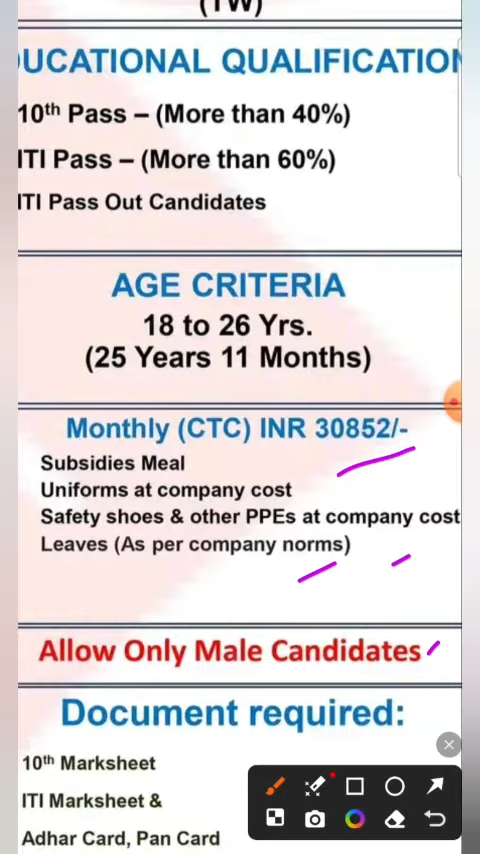 (TW)
UCATIONAL QUALIFICATION
10th Pass – (More than 40%)
ITI Pass – (More than 60%)
ITI Pass Out Candidates
AGE CRITERIA
18 to 26 Yrs.
(25 Years 11 Months)
Monthly (CTC) INR 30852/-
Subsidies Meal
Uniforms at company cost
Safety shoes & other PPEs at company cost
Leaves (As per company norms)
Allow Only Male Candidates
Document required:
10th Marksheet
ITI Marksheet &
Adhar Card, Pan Card